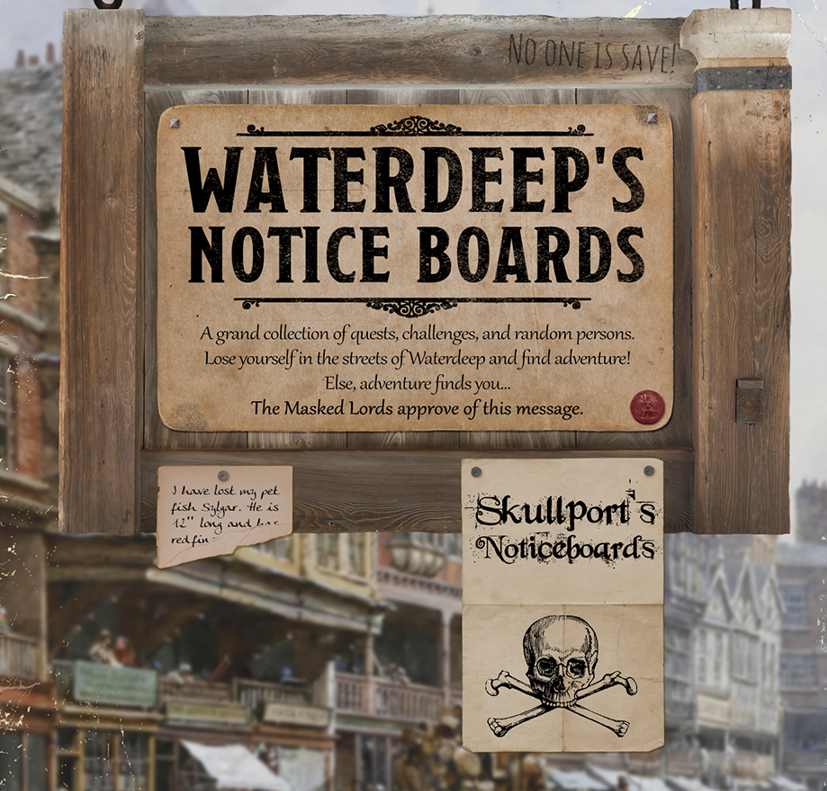 NO ONE IS SAVE!
WATERDEEP'S
NOTICE BOARDS
A grand collection of quests, challenges, and random persons.
Lose yourself in the streets of Waterdeep and find adventure!
Else, adventure finds you...
The Masked Lords approve of this message.
I have lost my pet
fish Sylgar. He is
12" long and has
red fin
Skullport's
Noticeboards